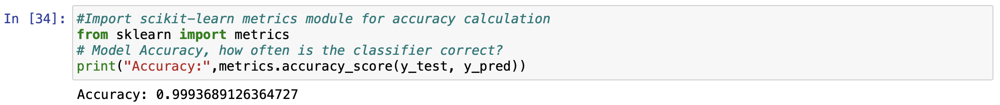 In [34]: #Import scikit-learn metrics module for accuracy calculation
from sklearn import metrics
# Model Accuracy, how often is the classifier correct?
print("Accuracy:",metrics.accuracy_score(y_test, y_pred))
Accuracy: 0.9993689126364727